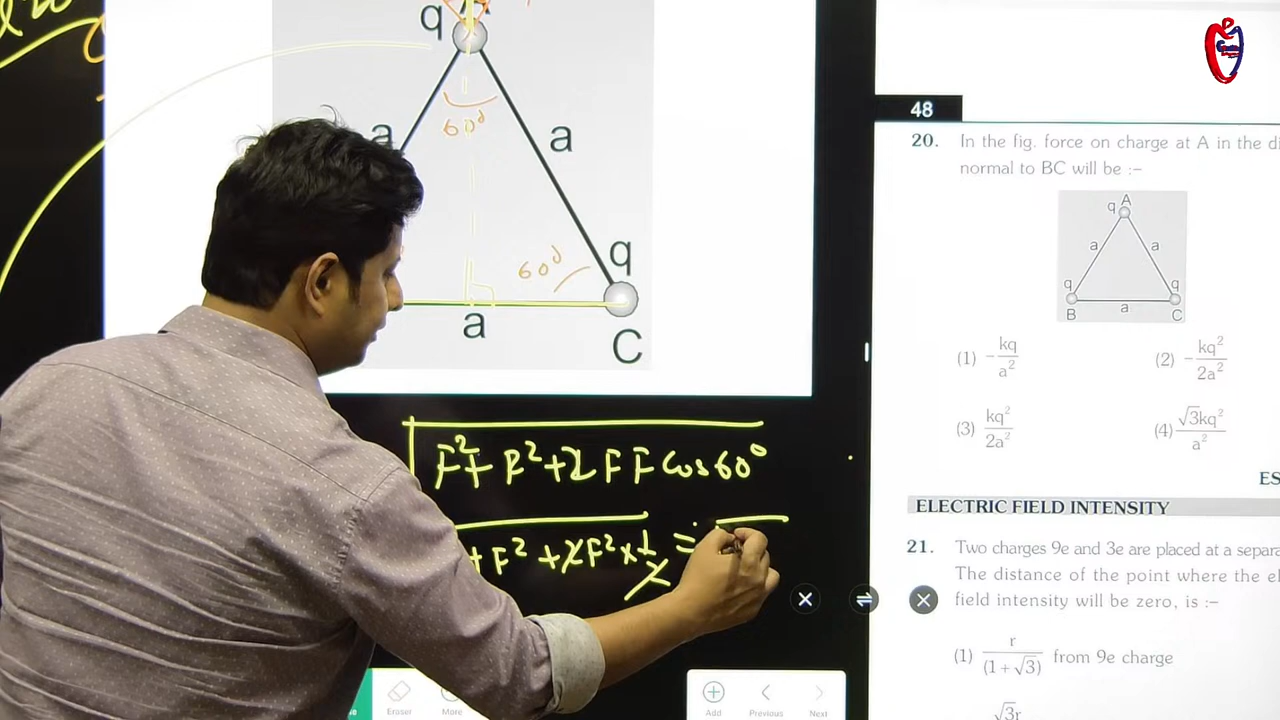 q
60°
a
a
60°
q
a
C
F² + F² + 2 F F Cos 60°
+ F² + 2F² × 1/2 =
Eraser
More
Add
Previous
Next
48
20. In the fig. force on charge at A in the di
normal to BC will be :-
A
q
a
a
q
q
B
a
C
(1) - kq/a²
(2) - kq²/2a²
(3) kq²/2a²
(4) √3kq²/a²
ES
ELECTRIC FIELD INTENSITY
21. Two charges 9e and 3e are placed at a separa
The distance of the point where the el
field intensity will be zero, is :-
(1) r/(1+√3) from 9e charge
√3r